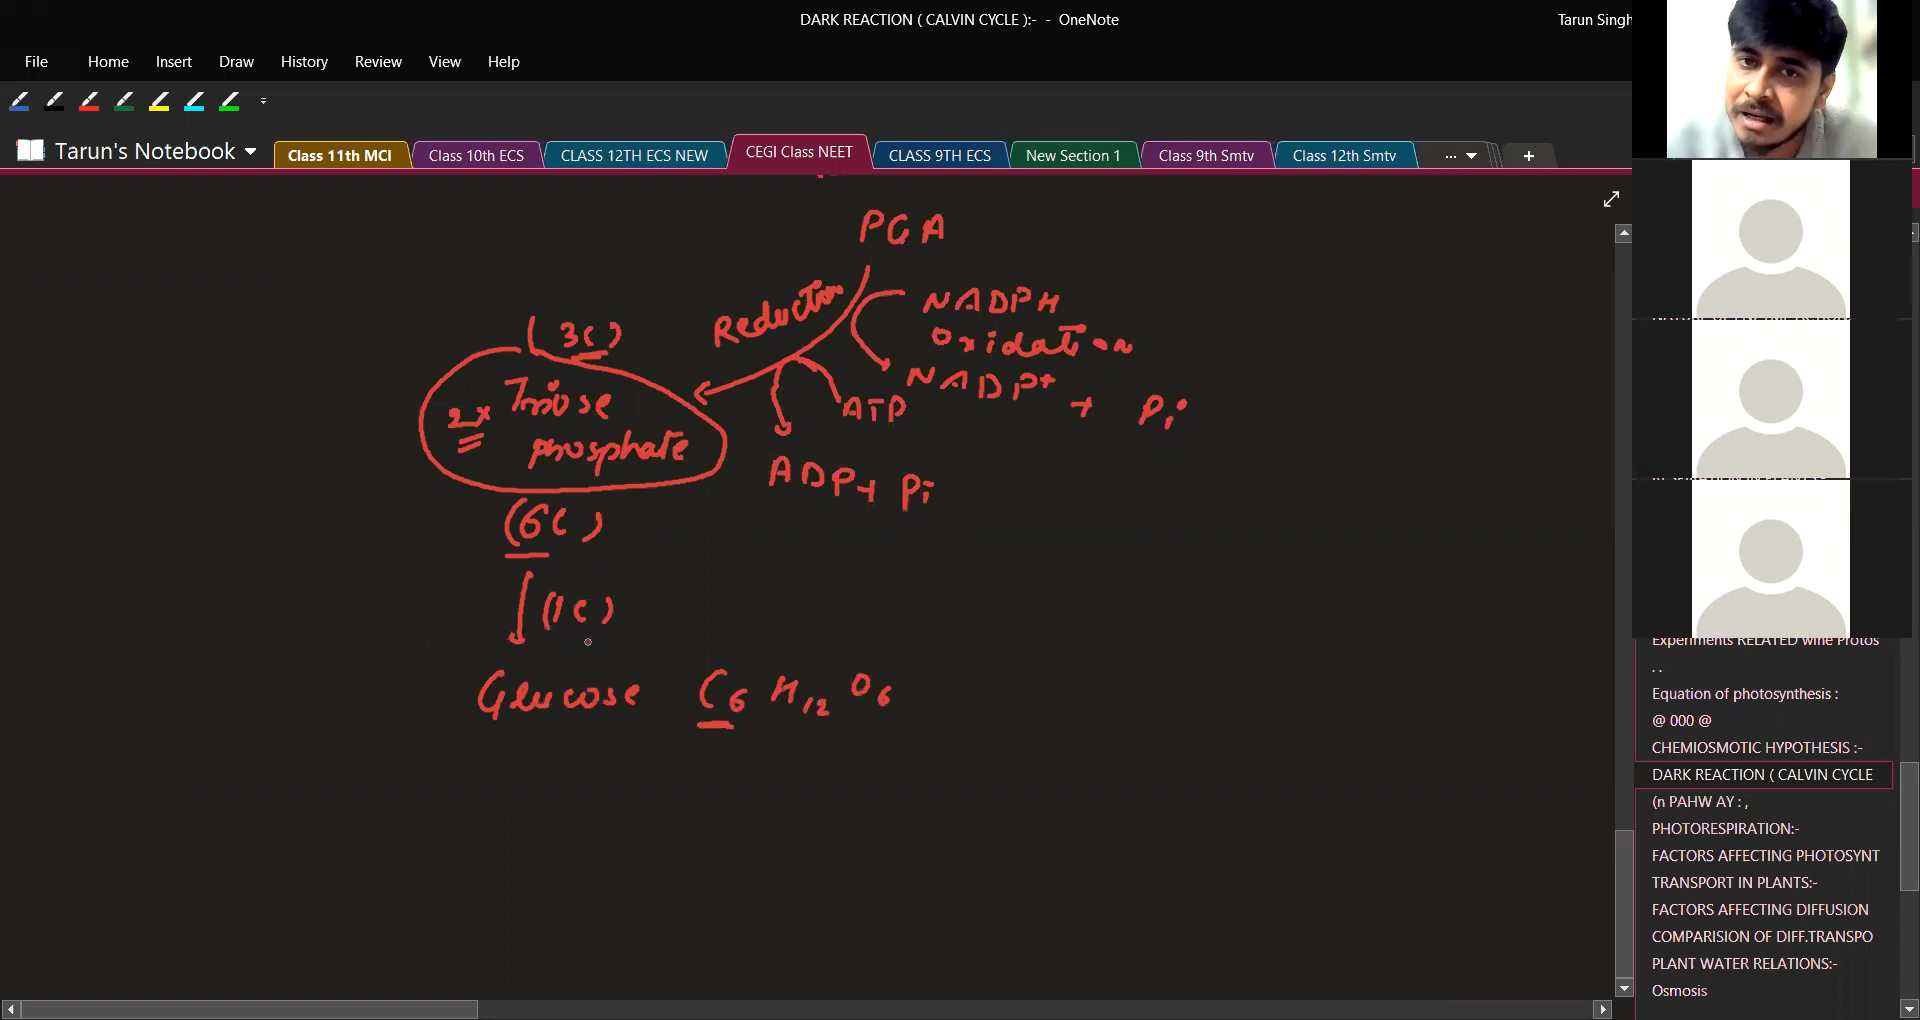 DARK REACTION ( CALVIN CYCLE ):- - OneNote
Tarun Singh
File Home Insert Draw History Review View Help
Tarun's Notebook
Class 11th MCI
Class 10th ECS
CLASS 12TH ECS NEW
CEGI Class NEET
CLASS 9TH ECS
New Section 1
Class 9th Smtv
Class 12th Smtv
...
PGA
Reduction
NADPH
Oxidation
NADP+ + Pi
ATP
ADP + Pi
(3C)
2x Triose
phosphate
(6C)
(1C)
Glucose C6 H12 O6
Experiments RELATED wine Protos
. .
Equation of photosynthesis :
@ 000 @
CHEMIOSMOTIC HYPOTHESIS :-
DARK REACTION ( CALVIN CYCLE
(n PAHW AY : ,
PHOTORESPIRATION:-
FACTORS AFFECTING PHOTOSYNT
TRANSPORT IN PLANTS:-
FACTORS AFFECTING DIFFUSION
COMPARISION OF DIFF.TRANSPO
PLANT WATER RELATIONS:-
Osmosis